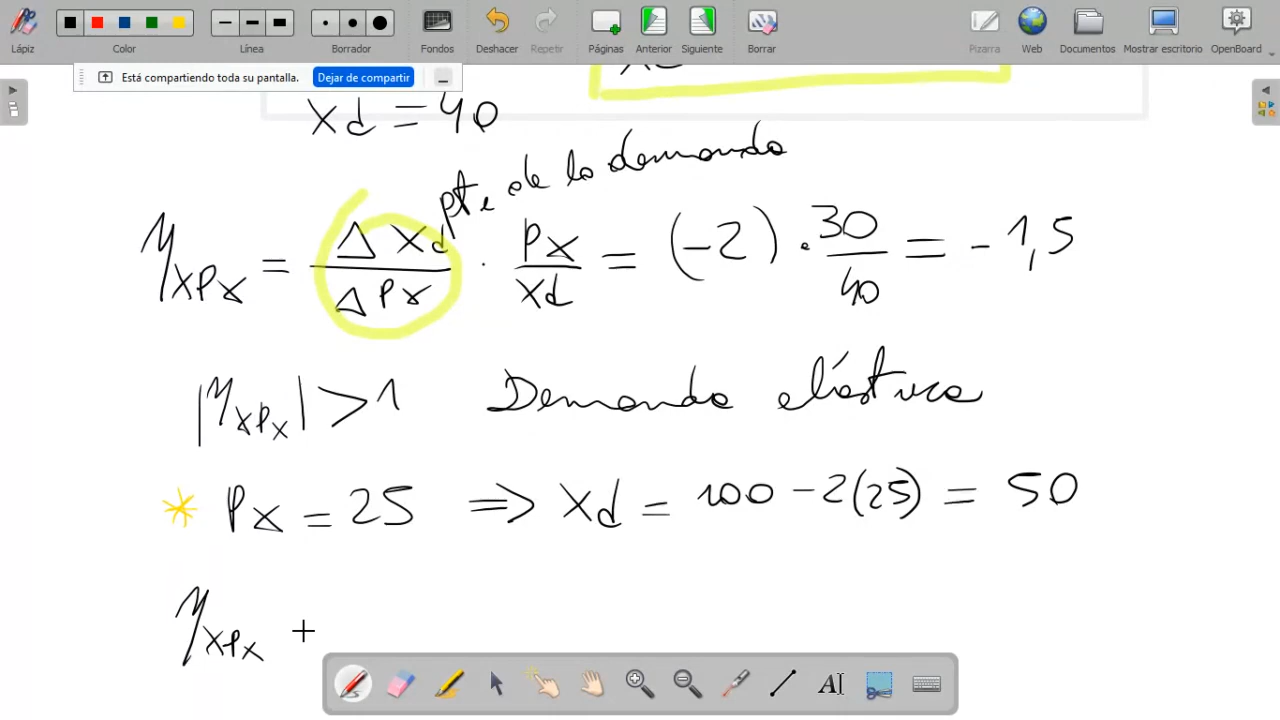 Lápiz Color Línea Borrador Fondos Deshacer Repetir Páginas Anterior Siguiente Borrar Pizarra Web Documentos Mostrar escritorio OpenBoard
Está compartiendo toda su pantalla. Dejar de compartir
xd = 40
pte de la demanda
ηxPx = Δxd/ΔPx · Px/xd = (-2) · 30/40 = -1,5
|ηxPx| > 1 Demanda elástica
* Px = 25 ⇒ xd = 100 - 2(25) = 50
ηxPx +
AI